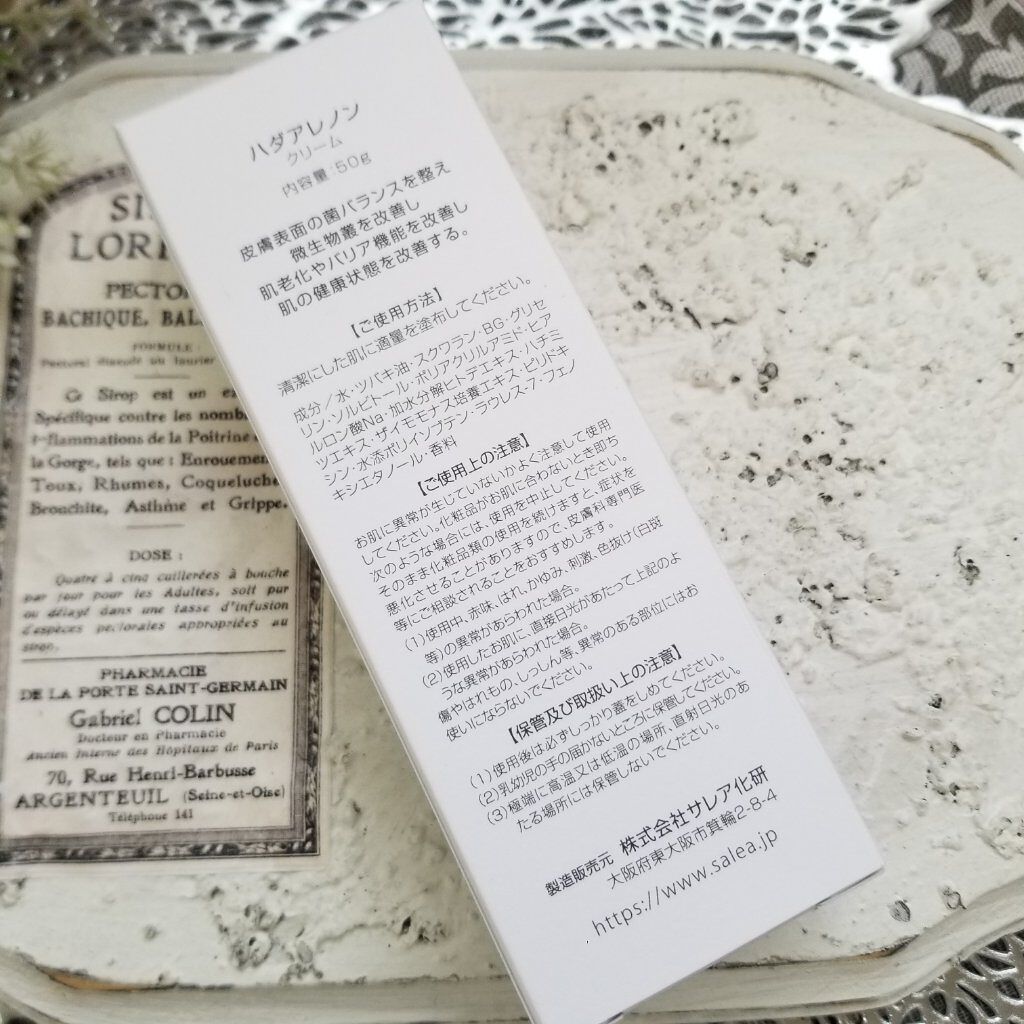 ハダアレノン
クリーム
内容量:50g
皮膚表面の菌バランスを整え
微生物叢を改善し
肌老化やバリア機能を改善し
肌の健康状態を改善する。
【ご使用方法】
清潔にした肌に適量を塗布してください。
成分/水・ツバキ油・スクワラン・BG・グリセ
リン・ソルビトール・ポリアクリルアミド・ヒア
ルロン酸Na・加水分解ヒトデエキス・ハチミ
ツエキス・ザイモモナス培養エキス・ピリドキ
シン・水添ポリイソブテン・ラウレス-7・フェノ
キシエタノール・香料
【ご使用上の注意】
お肌に異常が生じていないかよく注意して使用
してください。化粧品がお肌に合わないとき即ち
次のような場合には、使用を中止してください。
そのまま化粧品類の使用を続けますと、症状を
悪化させることがありますので、皮膚科専門医
等にご相談されることをおすすめします。
(1)使用中、赤味、はれ、かゆみ、刺激、色抜け(白斑
等)の異常があらわれた場合。
(2)使用したお肌に、直接日光があたって上記のよ
うな異常があらわれた場合。
傷やはれもの、しっしん等、異常のある部位にはお
使いにならないでください。
【保管及び取扱い上の注意】
(1)使用後は必ずしっかり蓋をしめてください。
(2)乳幼児の手の届かないところに保管してください。
(3)極端に高温又は低温の場所、直射日光のあ
たる場所には保管しないでください。
製造販売元 株式会社サレア化研
大阪府東大阪市箕輪2-8-4
https://www.salea.jp
SI
LOR
PECTO
BACHIQUE, BAL
FORMULE
Ce Sirop est un ex
Spécifique contre les nomb
flammations de la Poitrine
la Gorge, tels que : Enrouemen
Toux, Rhumes, Coqueluche
Bronchite, Asthme et Grippe.
DOSE :
Quatre à cinq cuillerées à bouche
par jour pour les Adultes, soit pur
ou délayé dans une tasse d'infusion
d'espèces pectorales appropriées au
siron.
PHARMACIE
DE LA PORTE SAINT-GERMAIN
Gabriel COLIN
Docteur en Pharmacie
Ancien Interne des Hôpitaux de Paris
70, Rue Henri-Barbusse
ARGENTEUIL (Seine-et-Oise)
Téléphone 141